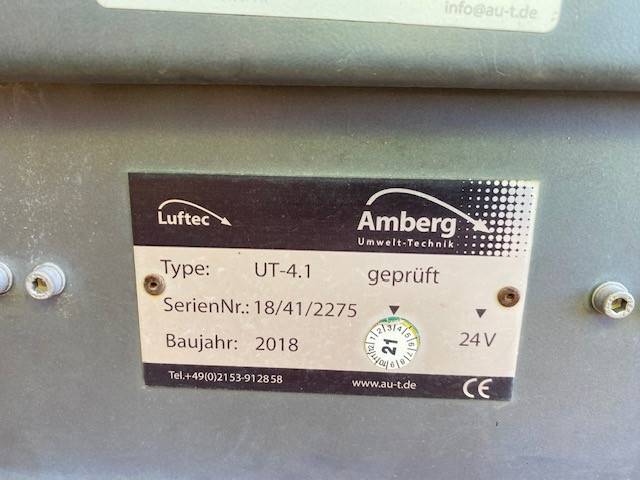 info@au-t.de
Luftec
Amberg
Umwelt-Technik
Type: UT-4.1 geprüft
SerienNr.: 18/41/2275
Baujahr: 2018
21
24V
Tel.+49(0)2153-912858 www.au-t.de CE